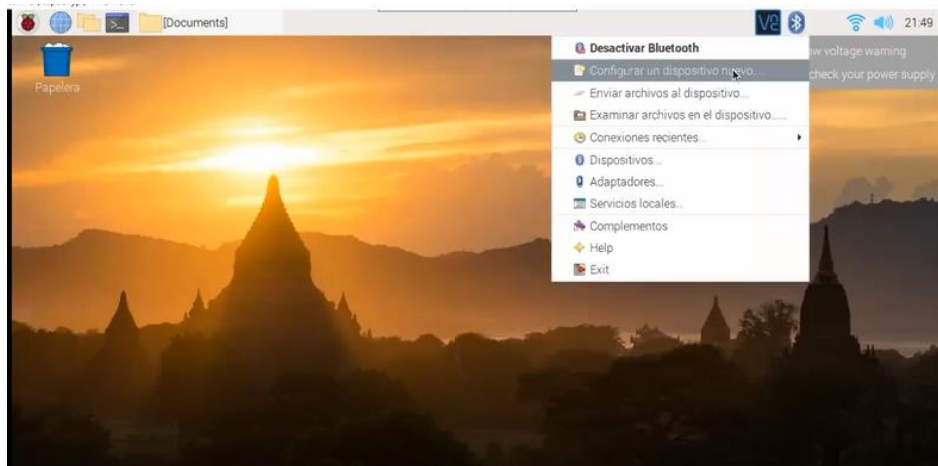 [Documents]
21:49
Papelera
Desactivar Bluetooth
Configurar un dispositivo nuevo...
Enviar archivos al dispositivo...
Examinar archivos en el dispositivo......
Conexiones recientes...
Dispositivos...
Adaptadores...
Servicios locales...
Complementos
Help
Exit
voltage warning
check your power supply